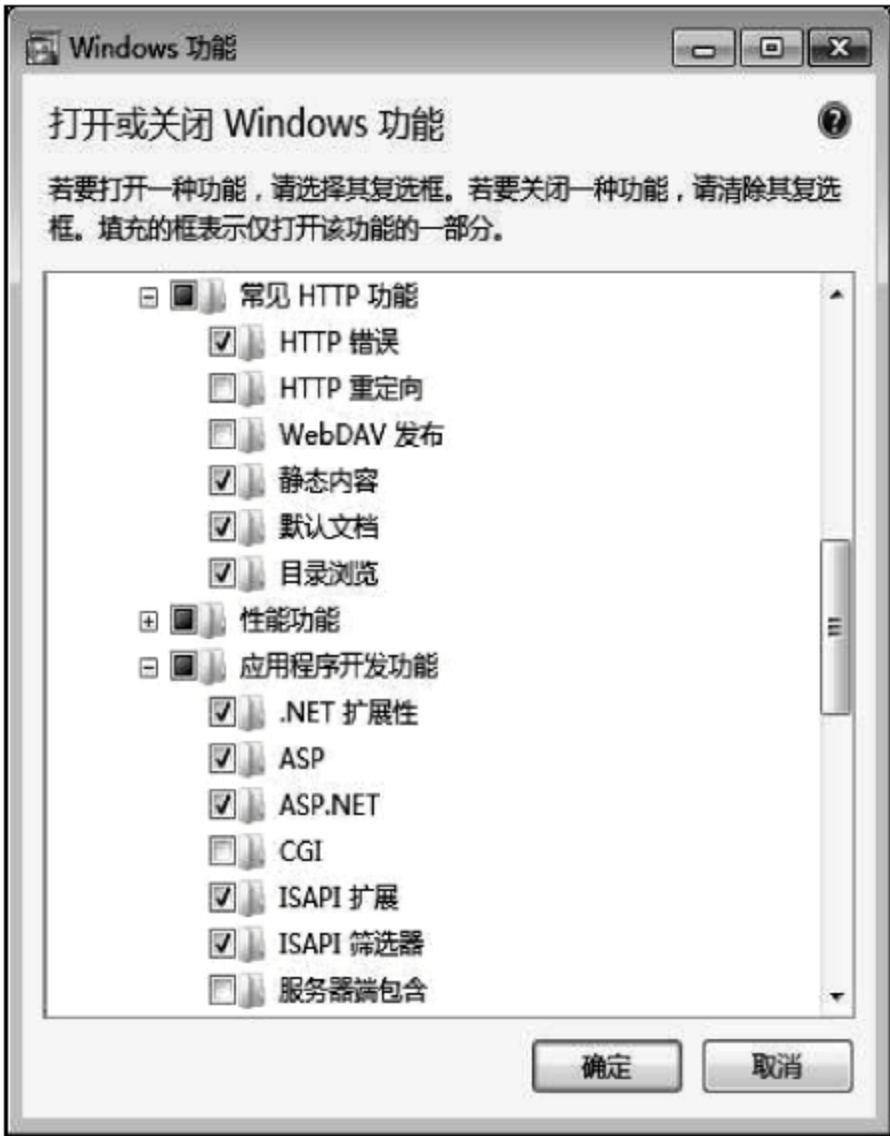 Windows 功能
打开或关闭 Windows 功能
若要打开一种功能，请选择其复选框。若要关闭一种功能，请清除其复选
框。填充的框表示仅打开该功能的一部分。
常见 HTTP 功能
HTTP 错误
HTTP 重定向
WebDAV 发布
静态内容
默认文档
目录浏览
性能功能
应用程序开发功能
.NET 扩展性
ASP
ASP.NET
CGI
ISAPI 扩展
ISAPI 筛选器
服务器端包含
确定
取消